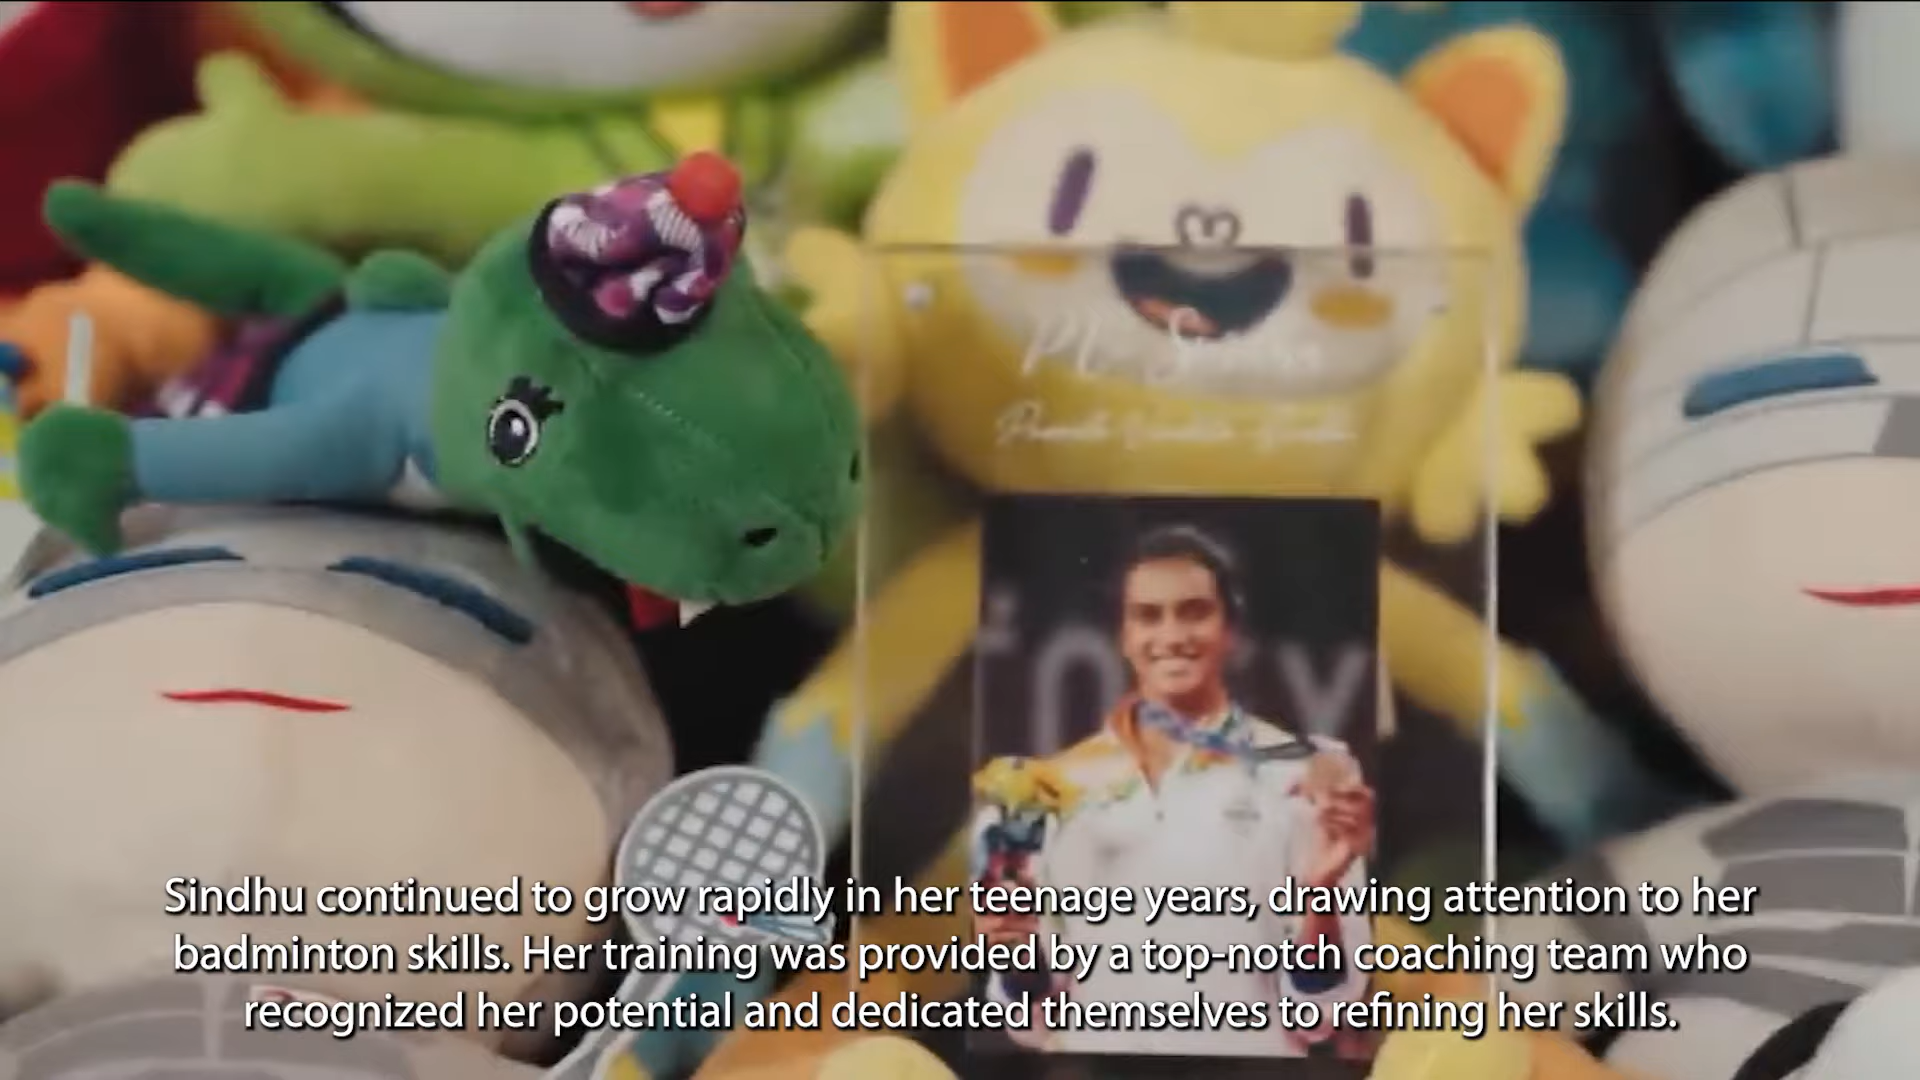 Sindhu
Sindhu continued to grow rapidly in her teenage years, drawing attention to her
badminton skills. Her training was provided by a top-notch coaching team who
recognized her potential and dedicated themselves to refining her skills.